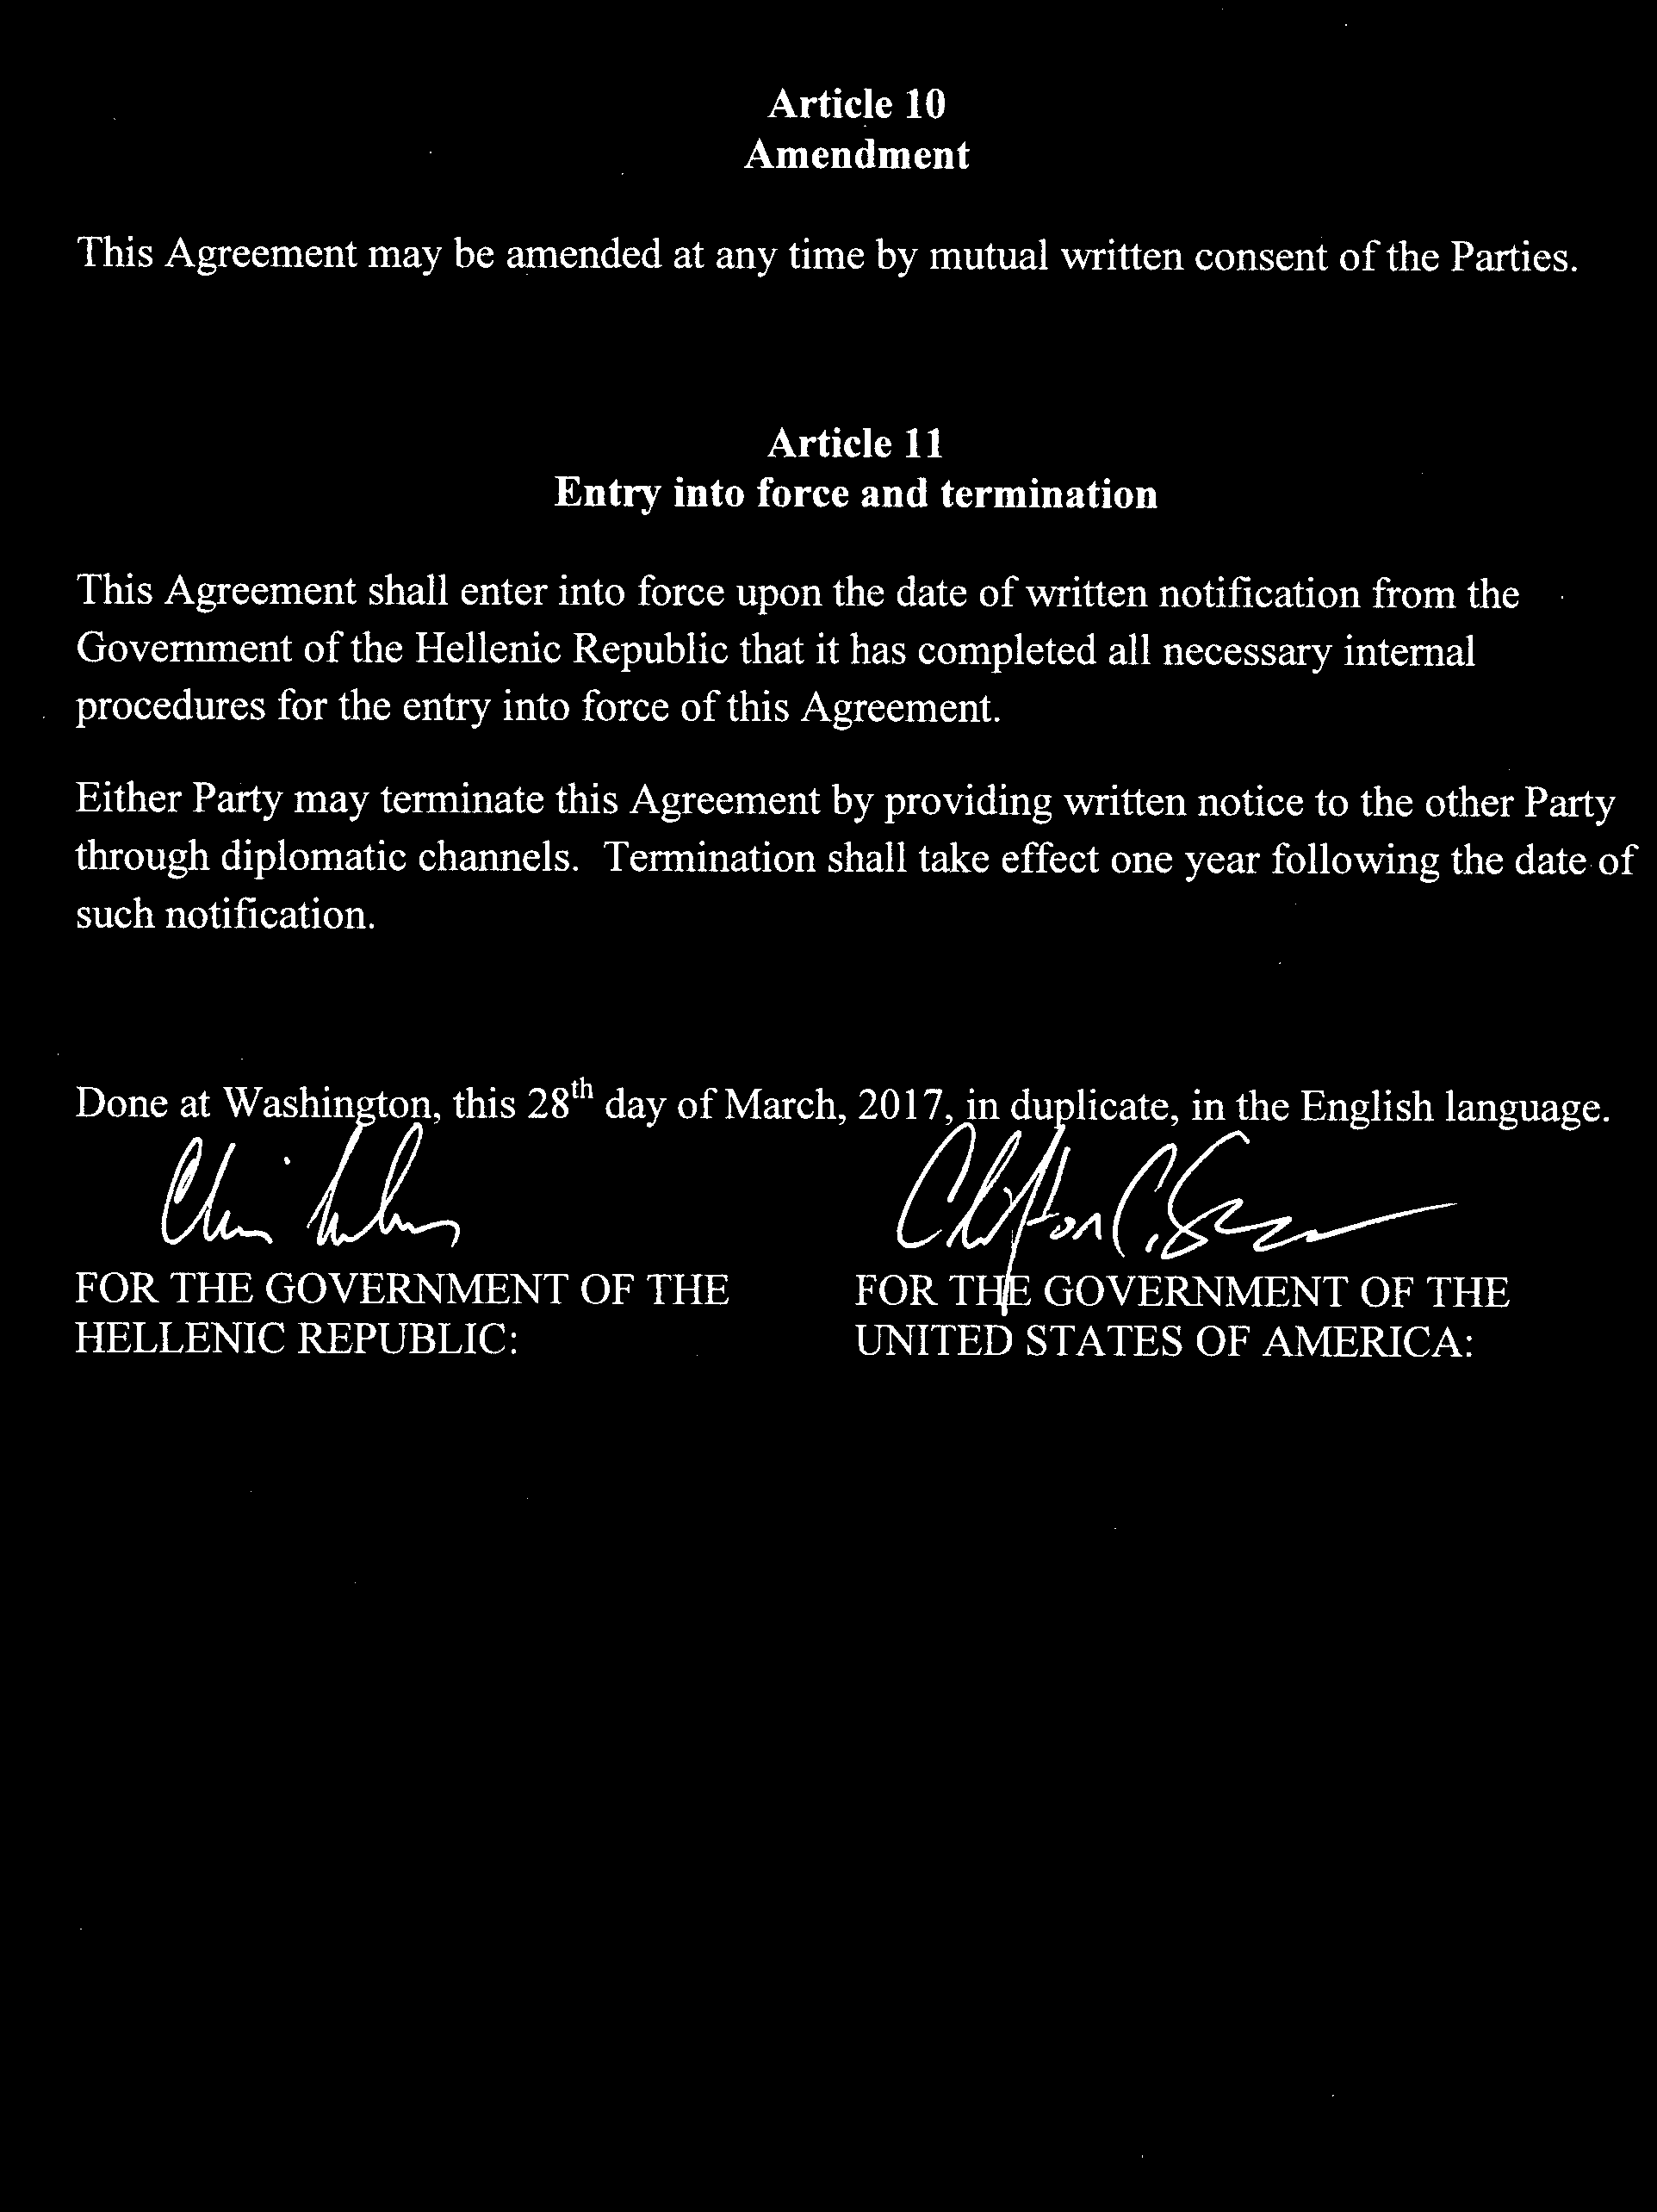 Article 10
Amendment
This Agreement may be amended at any time by mutual written consent of the Parties.
Article 11
Entry into force and termination
This Agreement shall enter into force upon the date of written notification from the
Government of the Hellenic Republic that it has completed all necessary internal
procedures for the entry into force of this Agreement.
Either Party may terminate this Agreement by providing written notice to the other Party
through diplomatic channels. Termination shall take effect one year following the date of
such notification.
Done at Washington, this 28th day of March, 2017, in duplicate, in the English language.
Clifton C.
FOR THE GOVERNMENT OF THE
HELLENIC REPUBLIC:
FOR THE GOVERNMENT OF THE
UNITED STATES OF AMERICA: